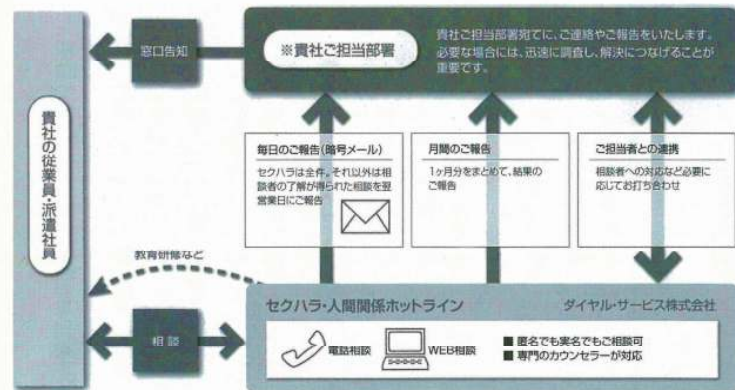 窓口告知
※貴社ご担当部署
貴社ご担当部署宛てに、ご連絡やご報告をいたします。
必要な場合には、迅速に調査し、解決につなげることが
重要です。
貴社の従業員・派遣社員
毎日のご報告(暗号メール)
セクハラは全件。それ以外は相
談者の了解が得られた相談を翌
営業日にご報告
月間のご報告
1ヶ月分をまとめて、結果の
ご報告
ご担当者との連携
相談者への対応など必要に
応じてお打ち合わせ
教育研修など
相談
セクハラ・人間関係ホットライン
ダイヤル・サービス株式会社
電話相談
WEB相談
■ 匿名でも実名でもご相談可
■ 専門のカウンセラーが対応